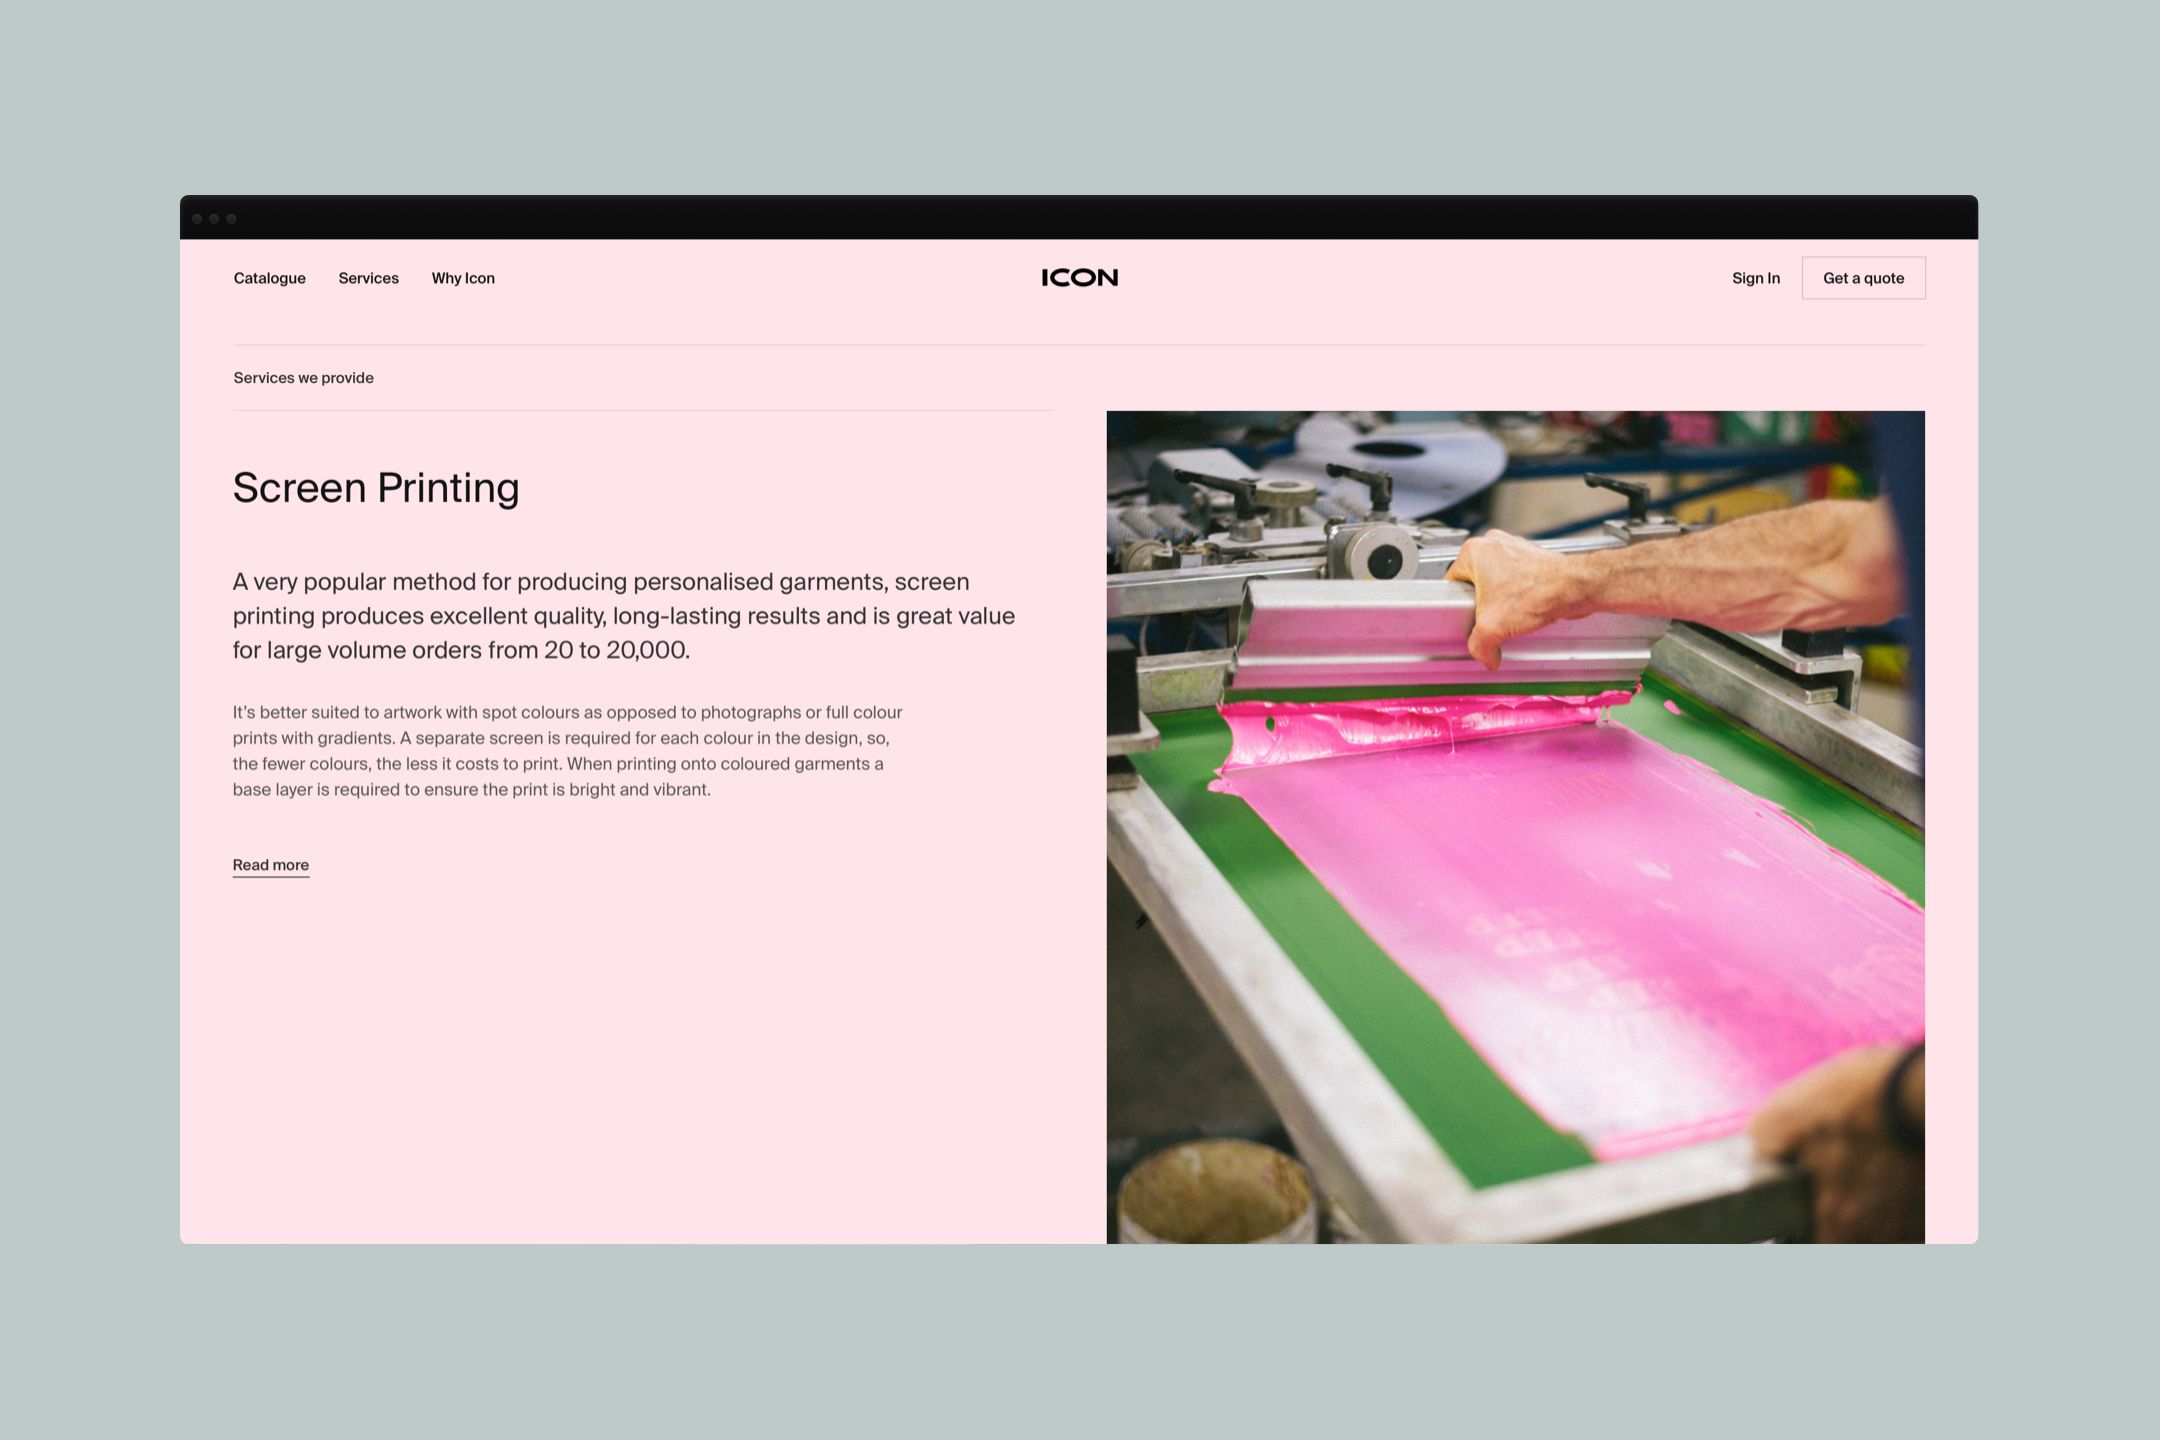 Catalogue
Services
Why Icon
ICON
Sign In
Get a quote
Services we provide
Screen Printing
A very popular method for producing personalised garments, screen
printing produces excellent quality, long-lasting results and is great value
for large volume orders from 20 to 20,000.
It’s better suited to artwork with spot colours as opposed to photographs or full colour
prints with gradients. A separate screen is required for each colour in the design, so,
the fewer colours, the less it costs to print. When printing onto coloured garments a
base layer is required to ensure the print is bright and vibrant.
Read more